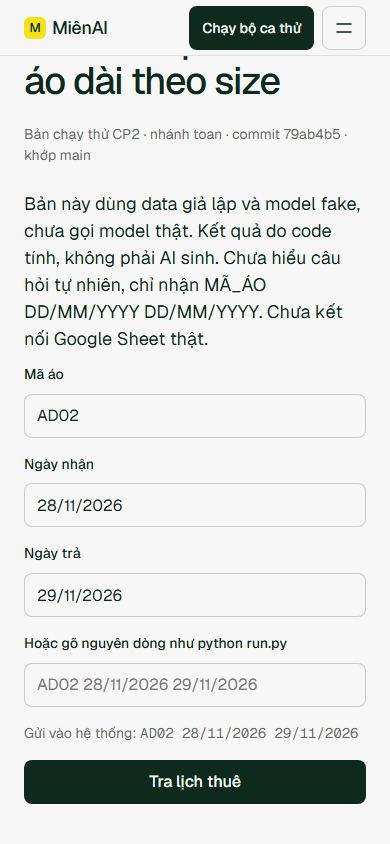 M MiênAI
Chạy bộ ca thử
áo dài theo size
Bản chạy thử CP2 · nhánh toan · commit 79ab4b5 ·
khớp main
Bản này dùng data giả lập và model fake,
chưa gọi model thật. Kết quả do code
tính, không phải AI sinh. Chưa hiểu câu
hỏi tự nhiên, chỉ nhận MÃ_ÁO
DD/MM/YYYY DD/MM/YYYY. Chưa kết
nối Google Sheet thật.
Mã áo
AD02
Ngày nhận
28/11/2026
Ngày trả
29/11/2026
Hoặc gõ nguyên dòng như python run.py
AD02 28/11/2026 29/11/2026
Gửi vào hệ thống: AD02 28/11/2026 29/11/2026
Tra lịch thuê